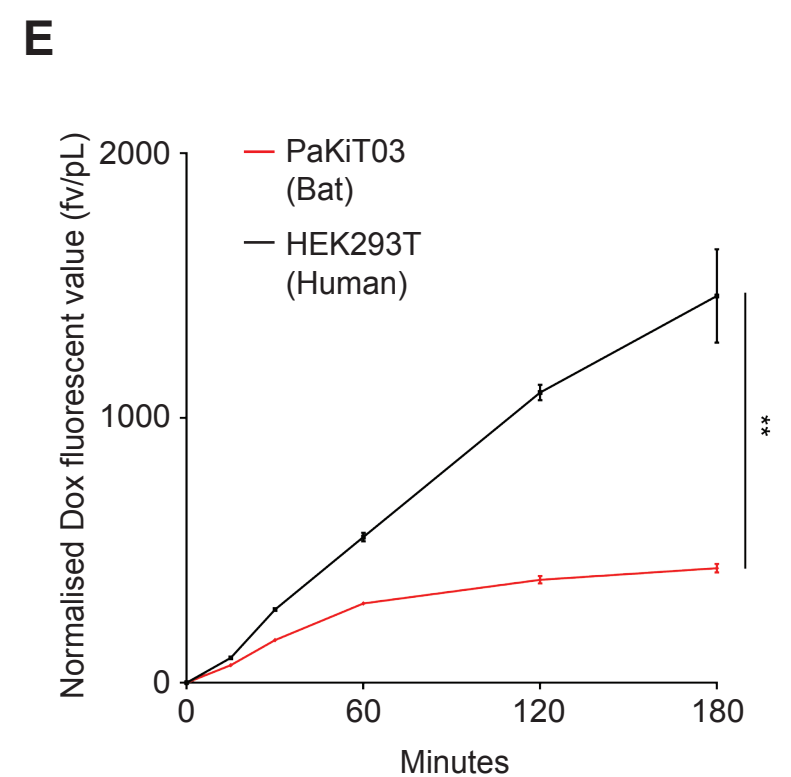 E
Normalised Dox fluorescent value (fv/pL)
2000
1000
0
PaKiT03
(Bat)
HEK293T
(Human)
**
0 60 120 180
Minutes